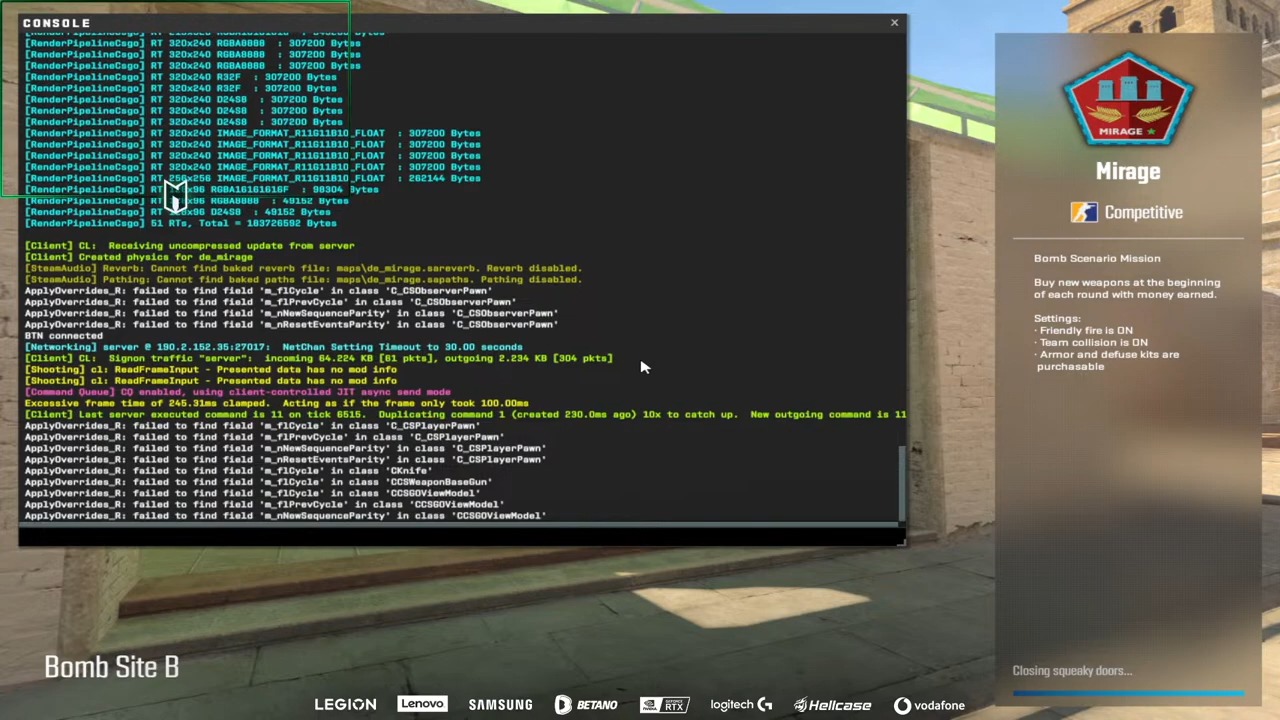 CONSOLE
[RenderPipelineCsgo] RT 320x240 RGBA8888 : 307200 Bytes
[RenderPipelineCsgo] RT 320x240 RGBA8888 : 307200 Bytes
[RenderPipelineCsgo] RT 320x240 RGBA8888 : 307200 Bytes
[RenderPipelineCsgo] RT 320x240 R32F : 307200 Bytes
[RenderPipelineCsgo] RT 320x240 R32F : 307200 Bytes
[RenderPipelineCsgo] RT 320x240 D24S8 : 307200 Bytes
[RenderPipelineCsgo] RT 320x240 D24S8 : 307200 Bytes
[RenderPipelineCsgo] RT 320x240 D24S8 : 307200 Bytes
[RenderPipelineCsgo] RT 320x240 IMAGE_FORMAT_R11G11B10_FLOAT : 307200 Bytes
[RenderPipelineCsgo] RT 320x240 IMAGE_FORMAT_R11G11B10_FLOAT : 307200 Bytes
[RenderPipelineCsgo] RT 320x240 IMAGE_FORMAT_R11G11B10_FLOAT : 307200 Bytes
[RenderPipelineCsgo] RT 320x240 IMAGE_FORMAT_R11G11B10_FLOAT : 307200 Bytes
[RenderPipelineCsgo] RT 256x256 IMAGE_FORMAT_R11G11B10_FLOAT : 262144 Bytes
[RenderPipelineCsgo] RT RGBA16161616F : 98304 Bytes
[RenderPipelineCsgo] RT RGBA8888 : 49152 Bytes
[RenderPipelineCsgo] RT D24S8 : 49152 Bytes
[RenderPipelineCsgo] 51 RTs, Total = 183726592 Bytes
[Client] CL: Receiving uncompressed update from server
[Client] Created physics for de_mirage
[SteamAudio] Reverb: Cannot find baked reverb file: maps\de_mirage.sareverb. Reverb disabled.
[SteamAudio] Pathing: Cannot find baked paths file: maps\de_mirage.sapaths. Pathing disabled.
ApplyOverrides_R: failed to find field 'm_flCycle' in class 'C_CSObserverPawn'
ApplyOverrides_R: failed to find field 'm_flPrevCycle' in class 'C_CSObserverPawn'
ApplyOverrides_R: failed to find field 'm_nNewSequenceParity' in class 'C_CSObserverPawn'
ApplyOverrides_R: failed to find field 'm_nResetEventsParity' in class 'C_CSObserverPawn'
BTN connected
[Networking] server @ 190.2.152.35:27017: NetChan Setting Timeout to 30.00 seconds
[Client] CL: Signon traffic "server": incoming 64.224 KB [61 pkts], outgoing 2.234 KB [304 pkts]
[Shooting] cl: ReadFrameInput - Presented data has no mod info
[Shooting] cl: ReadFrameInput - Presented data has no mod info
[Command Queue] CQ enabled, using client-controlled JIT async send mode
Excessive frame time of 245.31ms clamped. Acting as if the frame only took 100.00ms
[Client] Last server executed command is 11 on tick 6515. Duplicating command 1 (created 230.0ms ago) 10x to catch up. New outgoing command is 11
ApplyOverrides_R: failed to find field 'm_flCycle' in class 'C_CSPlayerPawn'
ApplyOverrides_R: failed to find field 'm_flPrevCycle' in class 'C_CSPlayerPawn'
ApplyOverrides_R: failed to find field 'm_nNewSequenceParity' in class 'C_CSPlayerPawn'
ApplyOverrides_R: failed to find field 'm_nResetEventsParity' in class 'C_CSPlayerPawn'
ApplyOverrides_R: failed to find field 'm_flCycle' in class 'CKnife'
ApplyOverrides_R: failed to find field 'm_flCycle' in class 'CCSWeaponBaseGun'
ApplyOverrides_R: failed to find field 'm_flCycle' in class 'CCSGOViewModel'
ApplyOverrides_R: failed to find field 'm_flPrevCycle' in class 'CCSGOViewModel'
ApplyOverrides_R: failed to find field 'm_nNewSequenceParity' in class 'CCSGOViewModel'
MIRAGE
Mirage
Competitive
Bomb Scenario Mission
Buy new weapons at the beginning
of each round with money earned.
Settings:
· Friendly fire is ON
· Team collision is ON
· Armor and defuse kits are
purchasable
Closing squeaky doors...
Bomb Site B
LEGION Lenovo SAMSUNG BETANO NVIDIA GEFORCE RTX logitech G Hellcase vodafone